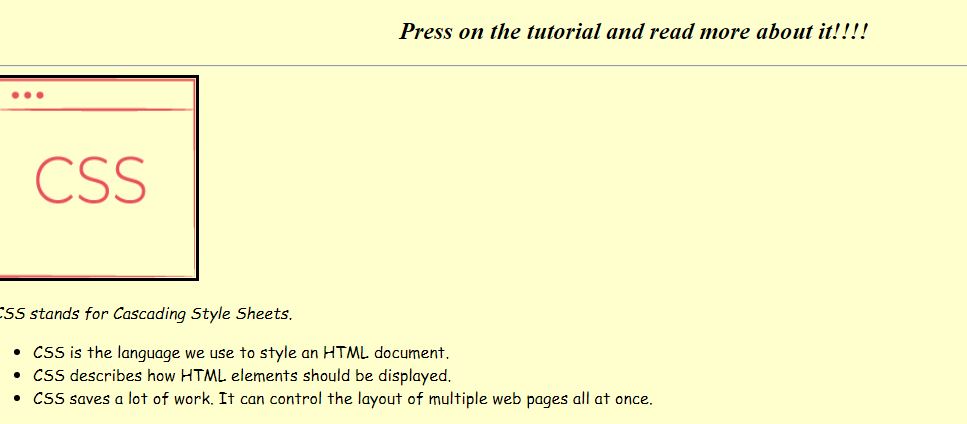 Press on the tutorial and read more about it!!!!
CSS
CSS stands for Cascading Style Sheets.
CSS is the language we use to style an HTML document.
CSS describes how HTML elements should be displayed.
CSS saves a lot of work. It can control the layout of multiple web pages all at once.